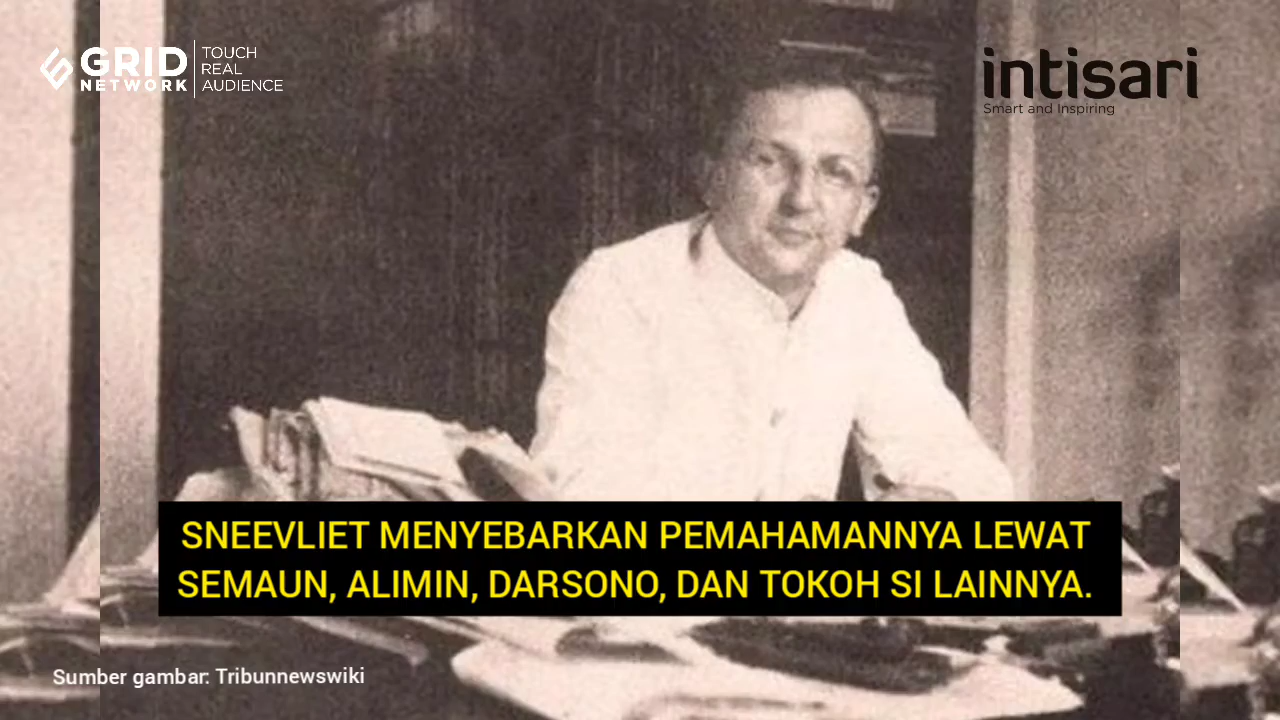 GRID
NETWORK
TOUCH
REAL
AUDIENCE
intisari
Smart and Inspiring
SNEEVLIET MENYEBARKAN PEMAHAMANNYA LEWAT
SEMAUN, ALIMIN, DARSONO, DAN TOKOH SI LAINNYA.
Sumber gambar: Tribunnewswiki